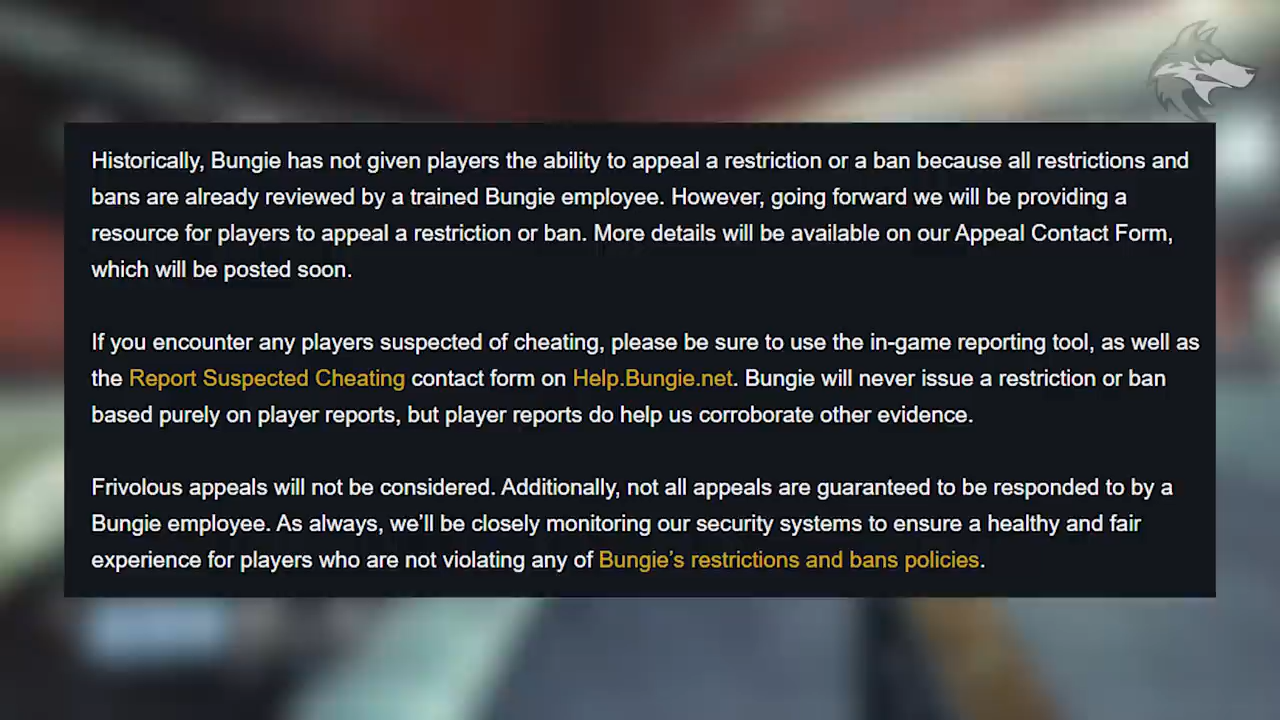 Historically, Bungie has not given players the ability to appeal a restriction or a ban because all restrictions and
bans are already reviewed by a trained Bungie employee. However, going forward we will be providing a
resource for players to appeal a restriction or ban. More details will be available on our Appeal Contact Form,
which will be posted soon.
If you encounter any players suspected of cheating, please be sure to use the in-game reporting tool, as well as
the Report Suspected Cheating contact form on Help.Bungie.net. Bungie will never issue a restriction or ban
based purely on player reports, but player reports do help us corroborate other evidence.
Frivolous appeals will not be considered. Additionally, not all appeals are guaranteed to be responded to by a
Bungie employee. As always, we’ll be closely monitoring our security systems to ensure a healthy and fair
experience for players who are not violating any of Bungie’s restrictions and bans policies.